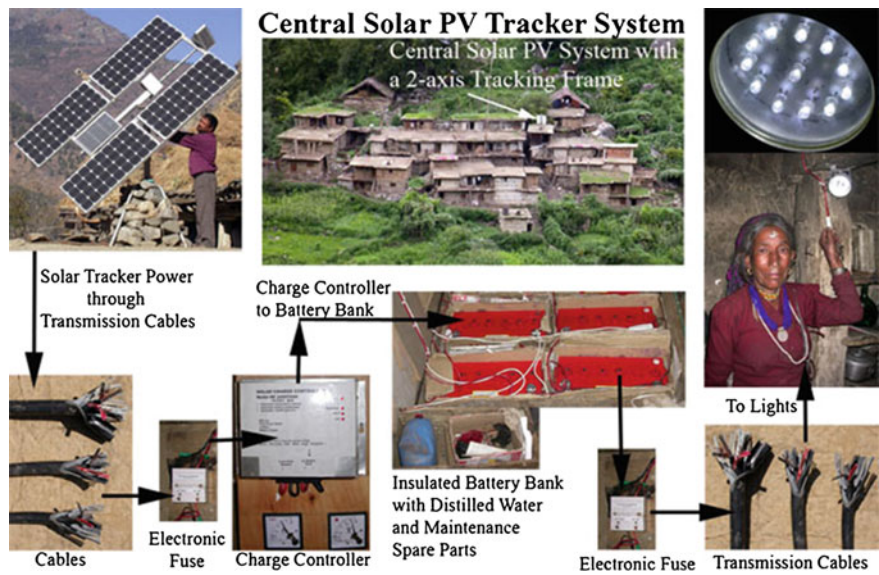 Central Solar PV Tracker System
Central Solar PV System with
a 2-axis Tracking Frame
Solar Tracker Power
through
Transmission Cables
Charge Controller
to Battery Bank
To Lights
SOLAR CHARGE
Insulated Battery Bank
with Distilled Water
and Maintenance
Spare Parts
Cables
Electronic
Fuse
Charge Controller
Electronic Fuse
Transmission Cables